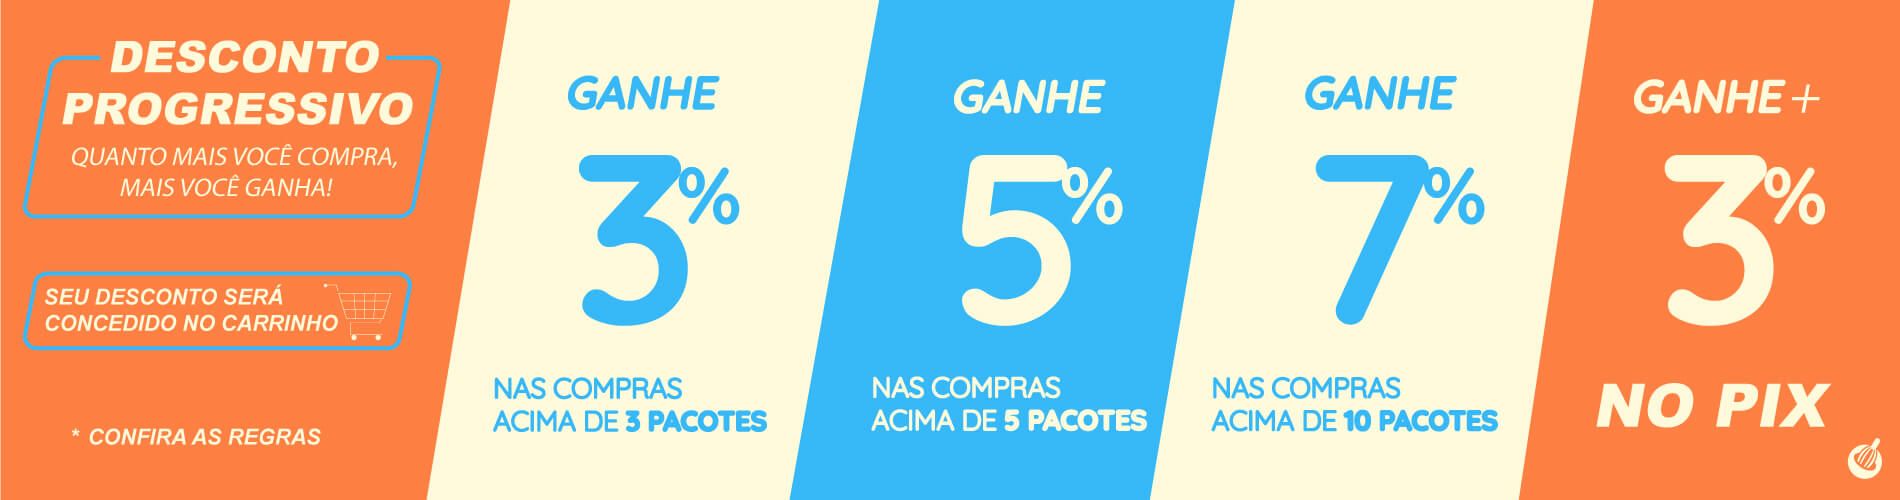 DESCONTO
PROGRESSIVO
QUANTO MAIS VOCÊ COMPRA,
MAIS VOCÊ GANHA!
SEU DESCONTO SERÁ
CONCEDIDO NO CARRINHO
* CONFIRA AS REGRAS
GANHE
3%
NAS COMPRAS
ACIMA DE 3 PACOTES
GANHE
5%
NAS COMPRAS
ACIMA DE 5 PACOTES
GANHE
7%
NAS COMPRAS
ACIMA DE 10 PACOTES
GANHE +
3%
NO PIX